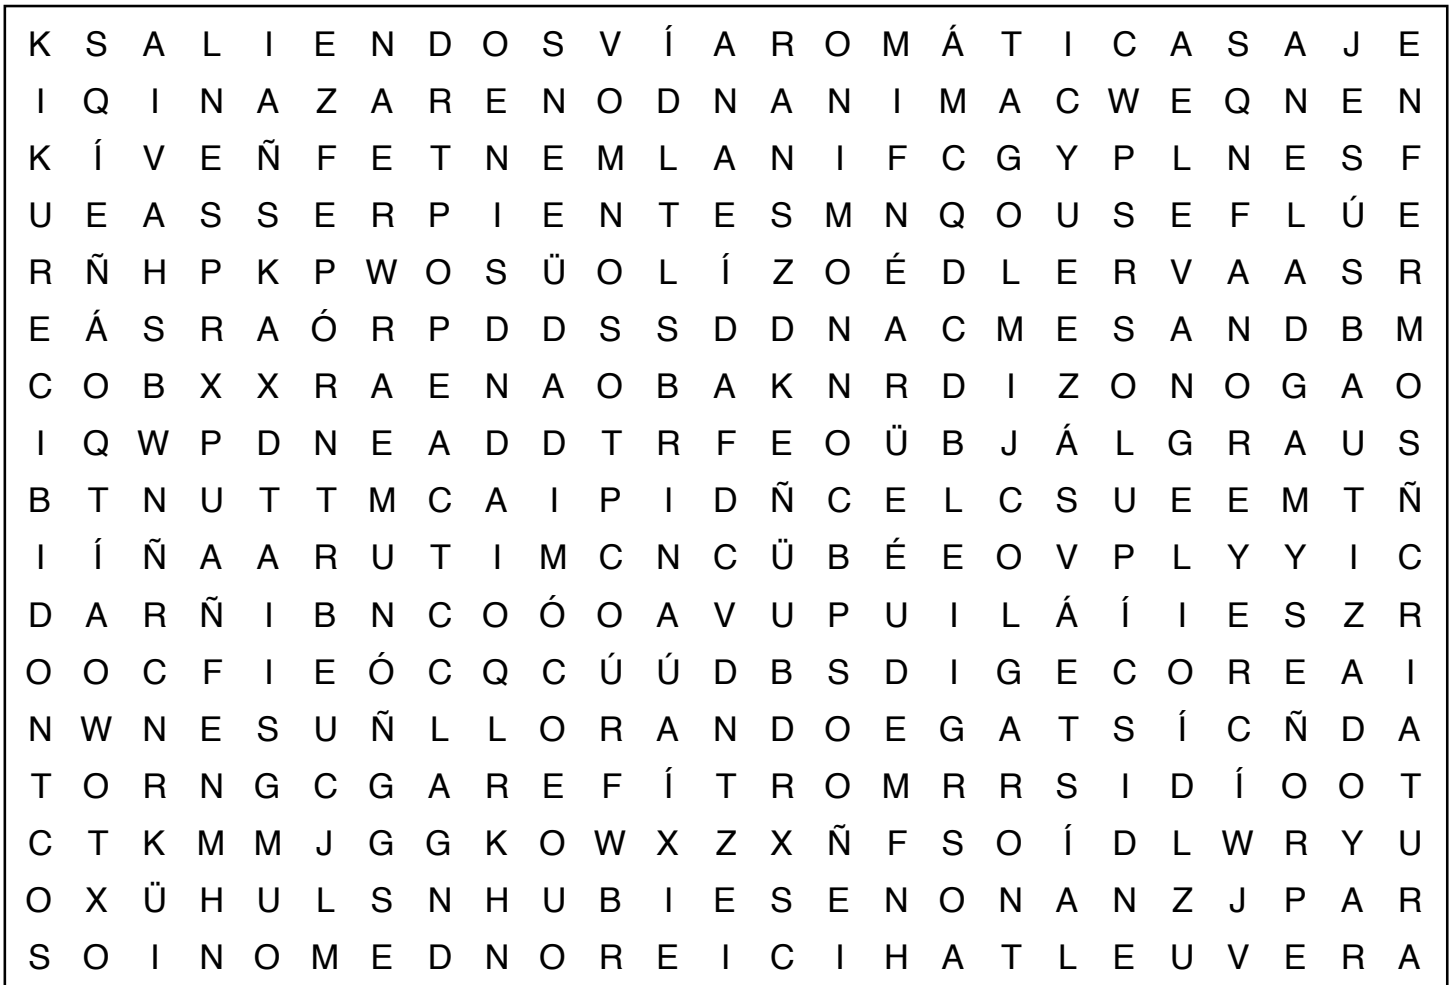 K S A L I E N D O S V Í A R O M Á T I C A S A J E
I Q I N A Z A R E N O D N A N I M A C W E Q N E N
K Í V E Ñ F E T N E M L A N I F C G Y P L N E S F
U E A S S E R P I E N T E S M N Q O U S E F L Ú E
R Ñ H P K P W O S Ü O L Í Z O É D L E R V A A S R
E Á S R A Ó R P D D S S D D N A C M E S A N D B M
C O B X X R A E N A O B A K N R D I Z O N O G A O
I Q W P D N E A D D T R F E O Ü B J Á L G R A U S
B T N U T T M C A I P I D Ñ C E L C S U E E M T Ñ
I Í Ñ A A R U T I M C N C Ü B É E O V P L Y Y I C
D A R Ñ I B N C O Ó O A V U P U I L Á Í I E S Z R
O O C F I E Ó C Q C Ú Ú D B S D I G E C O R E A I
N W N E S U Ñ L L O R A N D O E G A T S Í C Ñ D A
T O R N G C G A R E F Í T R O M R R S I D Í O O T
C T K M M J G G K O W X Z X Ñ F S O Í D L W R Y U
O X Ü H U L S N H U B I E S E N O N A N Z J P A R
S O I N O M E D N O R E I C I H A T L E U V E R A